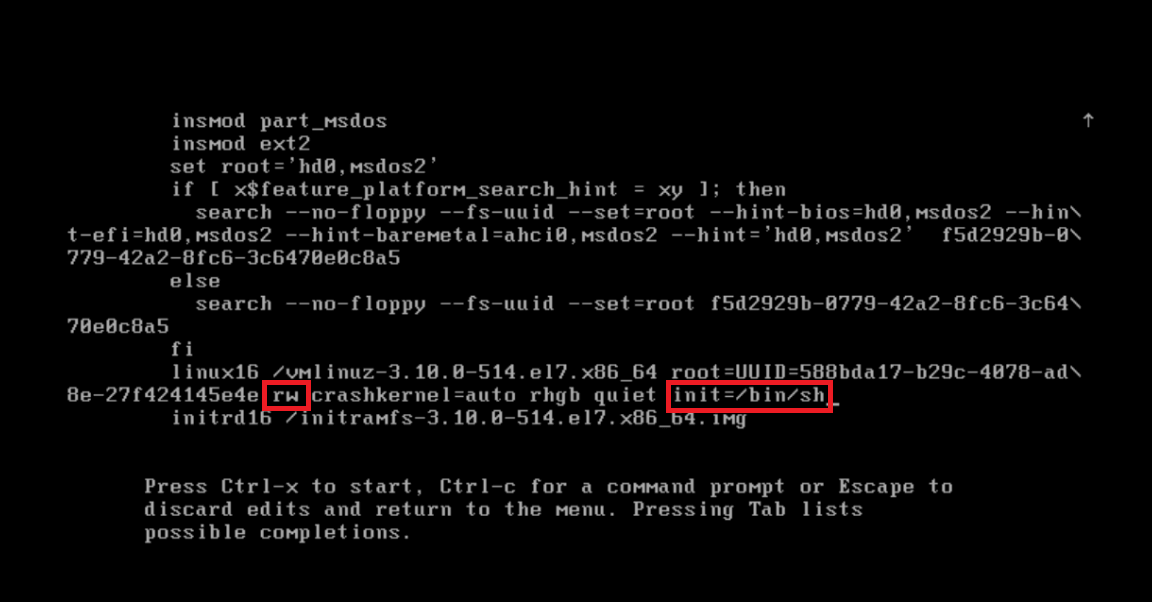 insmod part_msdos
insmod ext2
set root='hd0,msdos2'
if [ x$feature_platform_search_hint = xy ]; then
search --no-floppy --fs-uuid --set=root --hint-bios=hd0,msdos2 --hin\
t-efi=hd0,msdos2 --hint-baremetal=ahci0,msdos2 --hint='hd0,msdos2'  f5d2929b-0\
779-42a2-8fc6-3c6470e0c8a5
else
search --no-floppy --fs-uuid --set=root f5d2929b-0779-42a2-8fc6-3c64\
70e0c8a5
fi
linux16 /vmlinuz-3.10.0-514.el7.x86_64 root=UUID=588bda17-b29c-4078-ad\
8e-27f424145e4e rw crashkernel=auto rhgb quiet init=/bin/sh_
initrd16 /initramfs-3.10.0-514.el7.x86_64.img
Press Ctrl-x to start, Ctrl-c for a command prompt or Escape to
discard edits and return to the menu. Pressing Tab lists
possible completions.